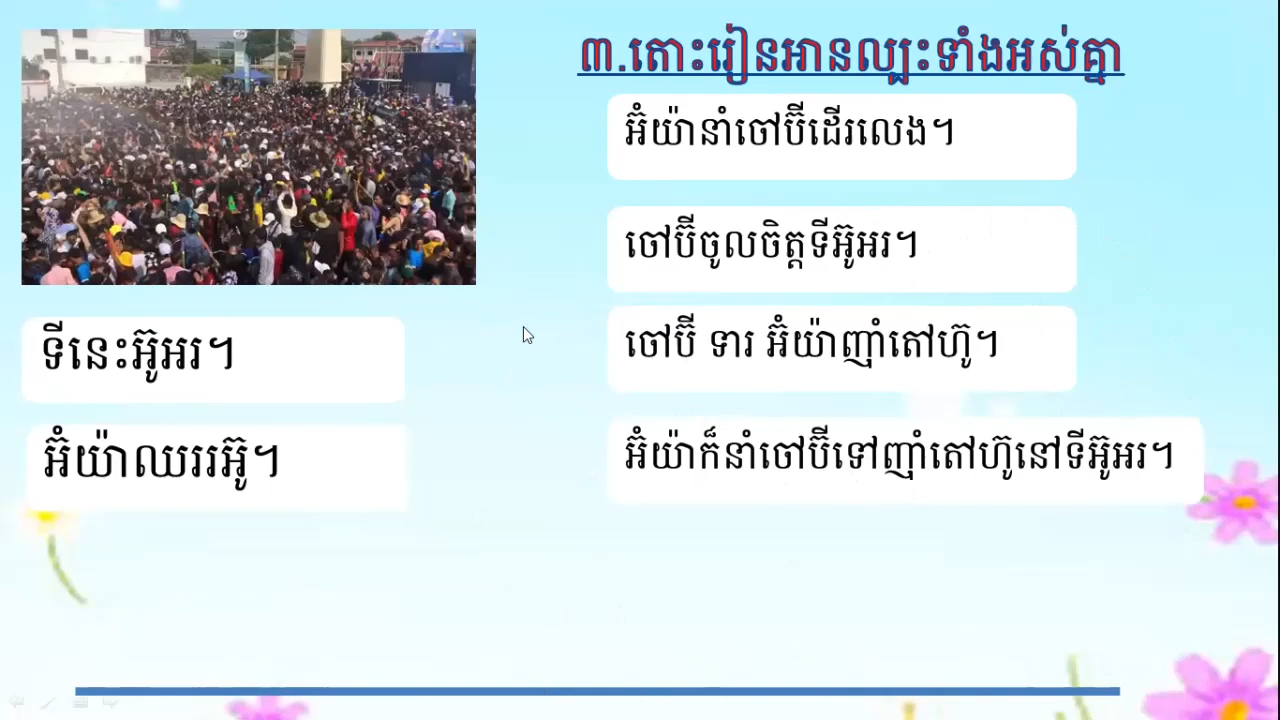 ៣.តោះរៀនអានល្បះទាំងអស់គ្នា
ទីនេះអ៊ូអរ។
អ៊ំយ៉ាឈររអ៊ូ។
អ៊ំយ៉ានាំចៅប៊ីដើរលេង។
ចៅប៊ីចូលចិត្តទីអ៊ូអរ។
ចៅប៊ី ទារ អ៊ំយ៉ាញ៉ាំតៅហ៊ូ។
អ៊ំយ៉ាក៏នាំចៅប៊ីទៅញ៉ាំតៅហ៊ូនៅទីអ៊ូអរ។